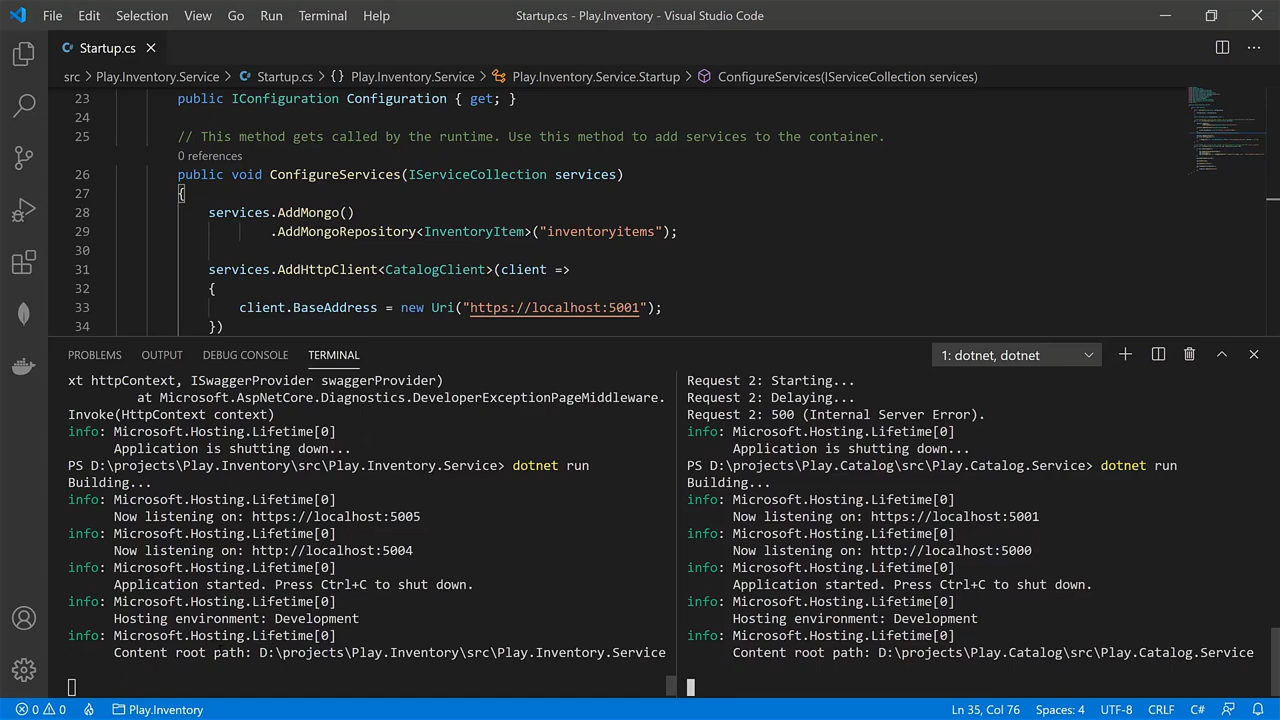 File Edit Selection View Go Run Terminal Help
Startup.cs - Play.Inventory - Visual Studio Code
Startup.cs
src > Play.Inventory.Service > Startup.cs > {} Play.Inventory.Service > Play.Inventory.Service.Startup > ConfigureServices(IServiceCollection services)
23 public IConfiguration Configuration { get; }
24
25 // This method gets called by the runtime. Use this method to add services to the container.
0 references
26 public void ConfigureServices(IServiceCollection services)
27 {
28 services.AddMongo()
29 .AddMongoRepository<InventoryItem>("inventoryitems");
30
31 services.AddHttpClient<CatalogClient>(client =>
32 {
33 client.BaseAddress = new Uri("https://localhost:5001");
34 })
PROBLEMS OUTPUT DEBUG CONSOLE TERMINAL
1: dotnet, dotnet
xt httpContext, ISwaggerProvider swaggerProvider)
at Microsoft.AspNetCore.Diagnostics.DeveloperExceptionPageMiddleware.
Invoke(HttpContext context)
info: Microsoft.Hosting.Lifetime[0]
Application is shutting down...
PS D:\projects\Play.Inventory\src\Play.Inventory.Service> dotnet run
Building...
info: Microsoft.Hosting.Lifetime[0]
Now listening on: https://localhost:5005
info: Microsoft.Hosting.Lifetime[0]
Now listening on: http://localhost:5004
info: Microsoft.Hosting.Lifetime[0]
Application started. Press Ctrl+C to shut down.
info: Microsoft.Hosting.Lifetime[0]
Hosting environment: Development
info: Microsoft.Hosting.Lifetime[0]
Content root path: D:\projects\Play.Inventory\src\Play.Inventory.Service
Request 2: Starting...
Request 2: Delaying...
Request 2: 500 (Internal Server Error).
info: Microsoft.Hosting.Lifetime[0]
Application is shutting down...
PS D:\projects\Play.Catalog\src\Play.Catalog.Service> dotnet run
Building...
info: Microsoft.Hosting.Lifetime[0]
Now listening on: https://localhost:5001
info: Microsoft.Hosting.Lifetime[0]
Now listening on: http://localhost:5000
info: Microsoft.Hosting.Lifetime[0]
Application started. Press Ctrl+C to shut down.
info: Microsoft.Hosting.Lifetime[0]
Hosting environment: Development
info: Microsoft.Hosting.Lifetime[0]
Content root path: D:\projects\Play.Catalog\src\Play.Catalog.Service
0 0 Play.Inventory
Ln 35, Col 76 Spaces: 4 UTF-8 CRLF C#